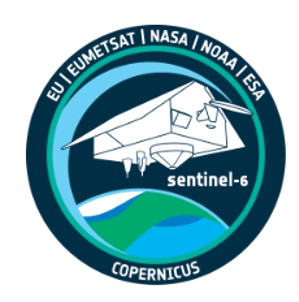 EU | EUMETSAT | NASA | NOAA | ESA
sentinel-6
COPERNICUS